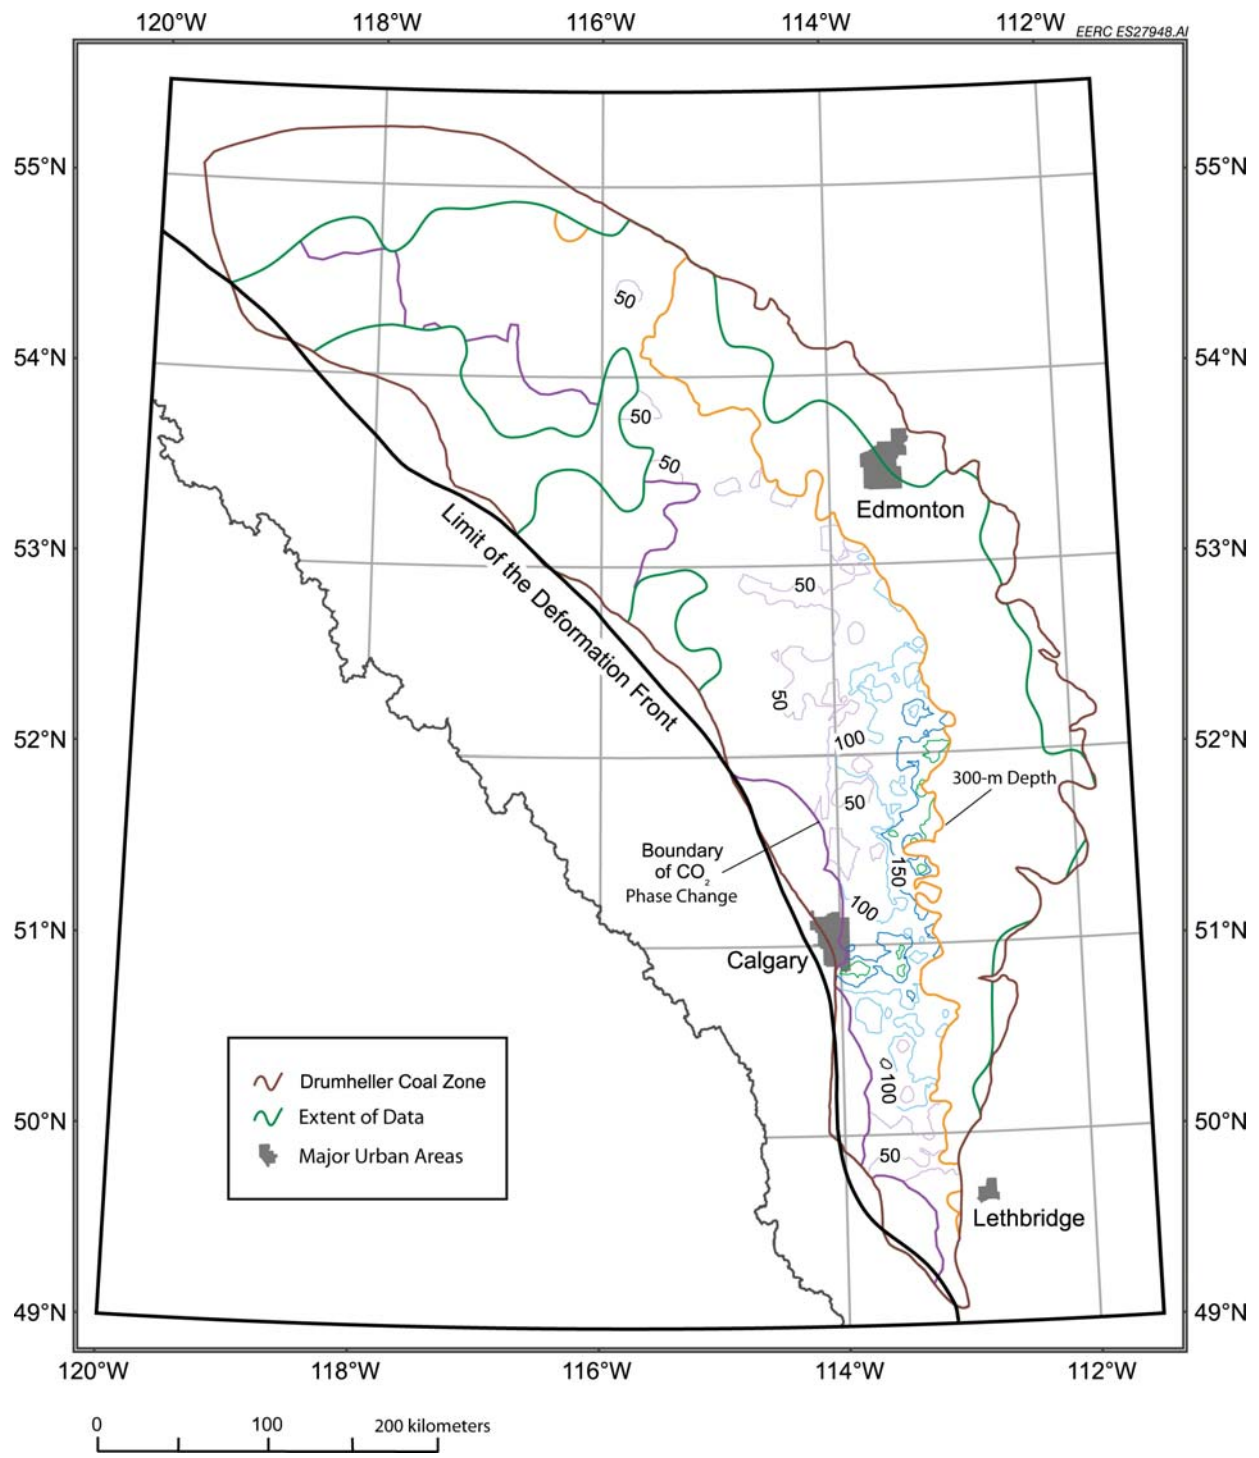 120°W 118°W 116°W 114°W 112°W
EERC ES27948.AI
55°N 55°N
50
54°N 54°N
50
50
Edmonton
53°N 53°N
Limit of the Deformation Front
50
50
52°N 52°N
100
300-m Depth
50
Boundary
of CO₂
Phase Change
150
100
51°N 51°N
Calgary
100
Drumheller Coal Zone
Extent of Data
Major Urban Areas
50°N 50°N
50
Lethbridge
49°N 49°N
120°W 118°W 116°W 114°W 112°W
0 100 200 kilometers